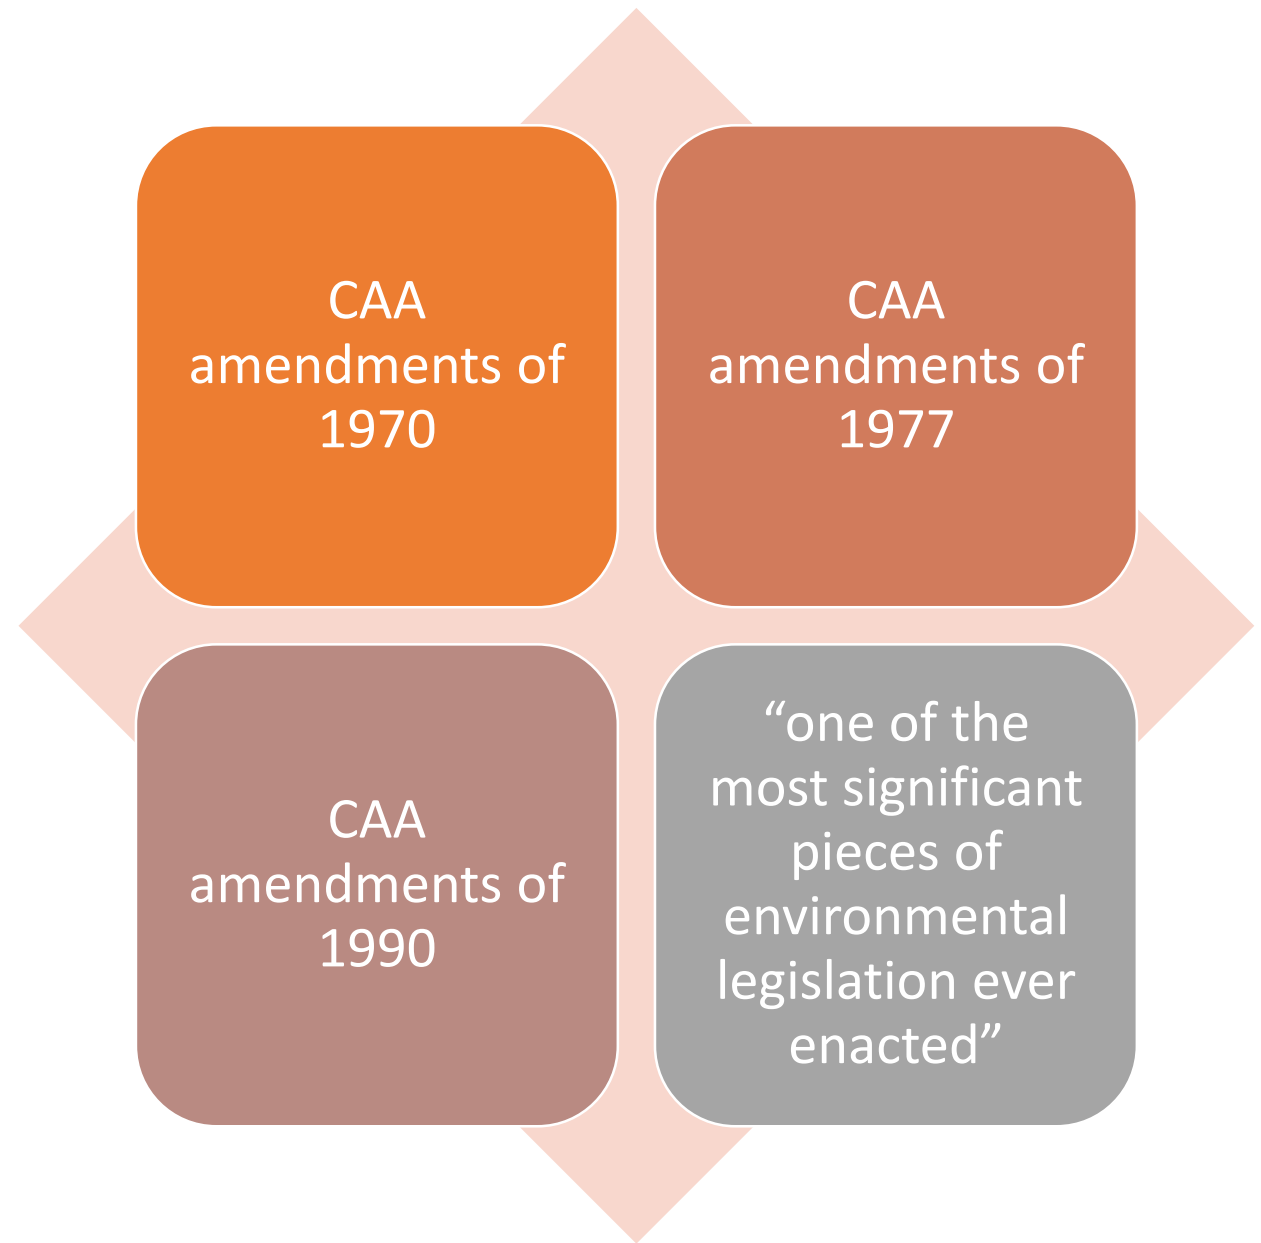 CAA
amendments of
1970
CAA
amendments of
1977
CAA
amendments of
1990
“one of the
most significant
pieces of
environmental
legislation ever
enacted”